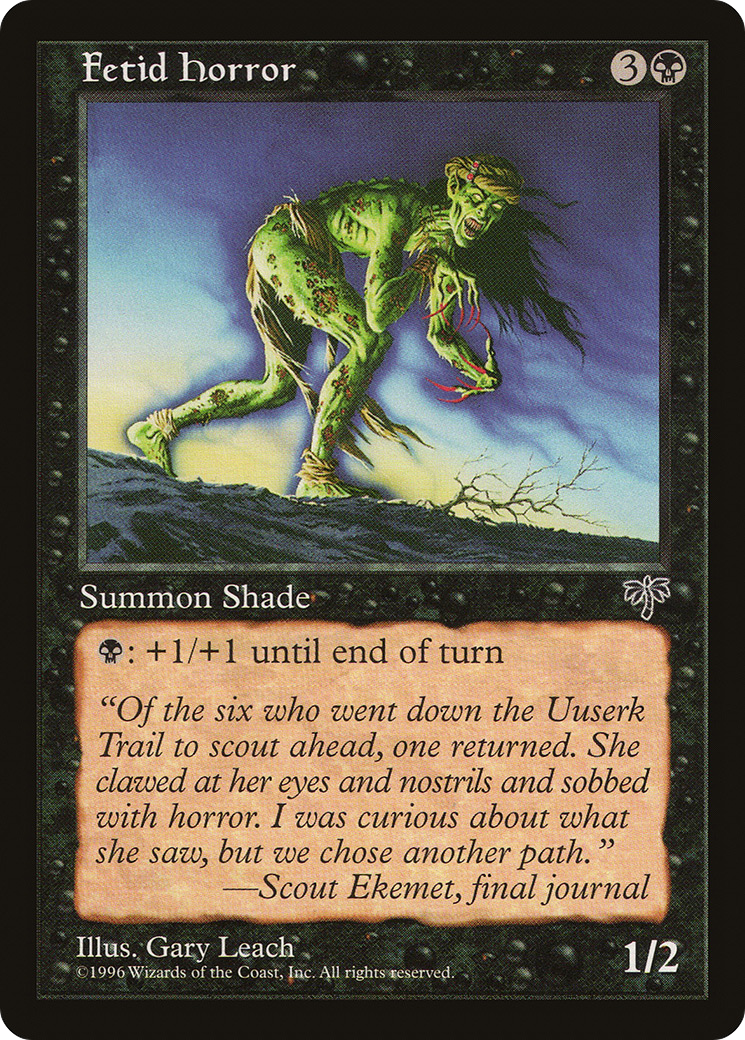 Fetid Horror 3
Summon Shade
: +1/+1 until end of turn
“Of the six who went down the Uuserk
Trail to scout ahead, one returned. She
clawed at her eyes and nostrils and sobbed
with horror. I was curious about what
she saw, but we chose another path.”
—Scout Ekemet, final journal
Illus. Gary Leach
©1996 Wizards of the Coast, Inc. All rights reserved.
1/2